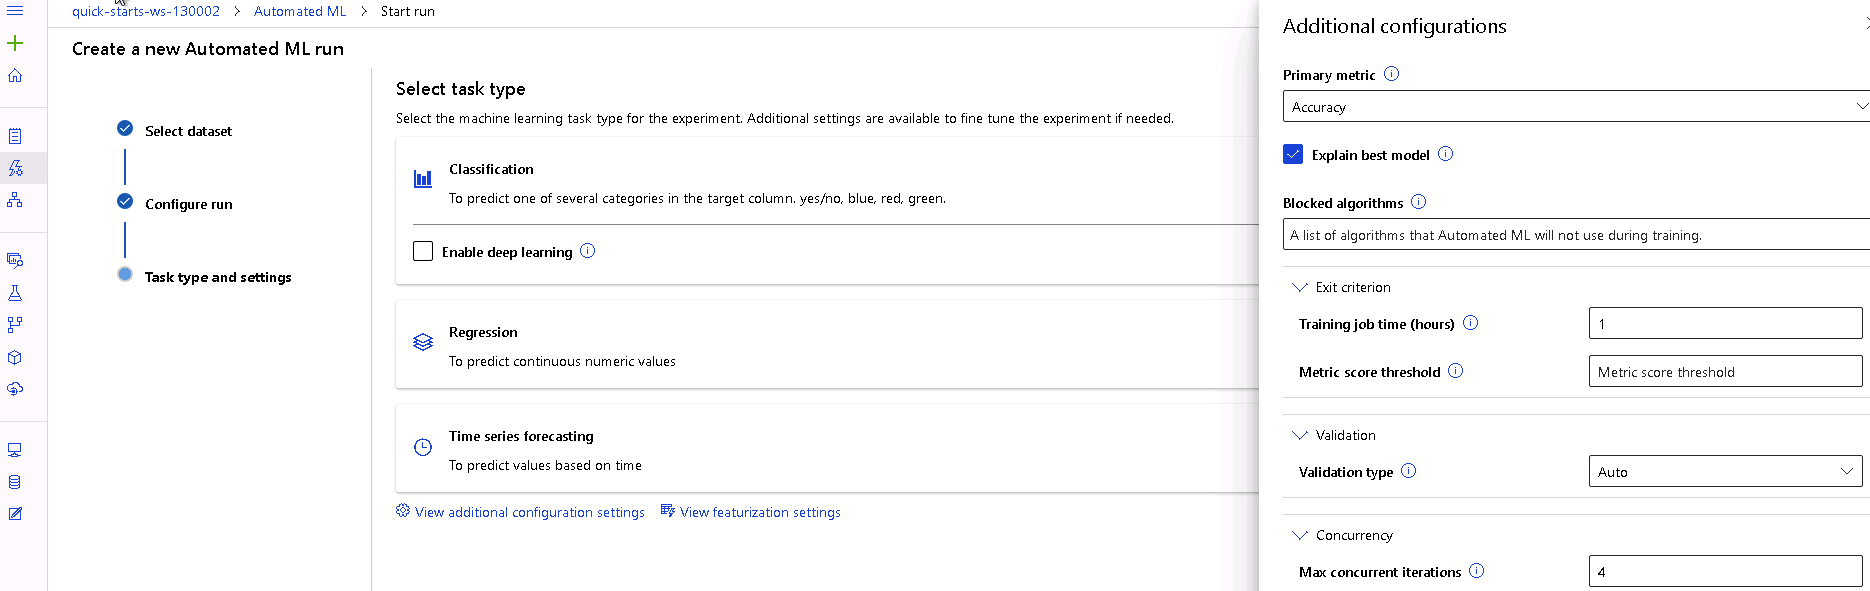 quick-starts-ws-130002 > Automated ML > Start run
Create a new Automated ML run
Select dataset
Configure run
Task type and settings
Select task type
Select the machine learning task type for the experiment. Additional settings are available to fine tune the experiment if needed.
Classification
To predict one of several categories in the target column. yes/no, blue, red, green.
Enable deep learning
Regression
To predict continuous numeric values
Time series forecasting
To predict values based on time
View additional configuration settings View featurization settings
Additional configurations
Primary metric
Accuracy
Explain best model
Blocked algorithms
A list of algorithms that Automated ML will not use during training.
Exit criterion
Training job time (hours) 1
Metric score threshold Metric score threshold
Validation
Validation type Auto
Concurrency
Max concurrent iterations 4